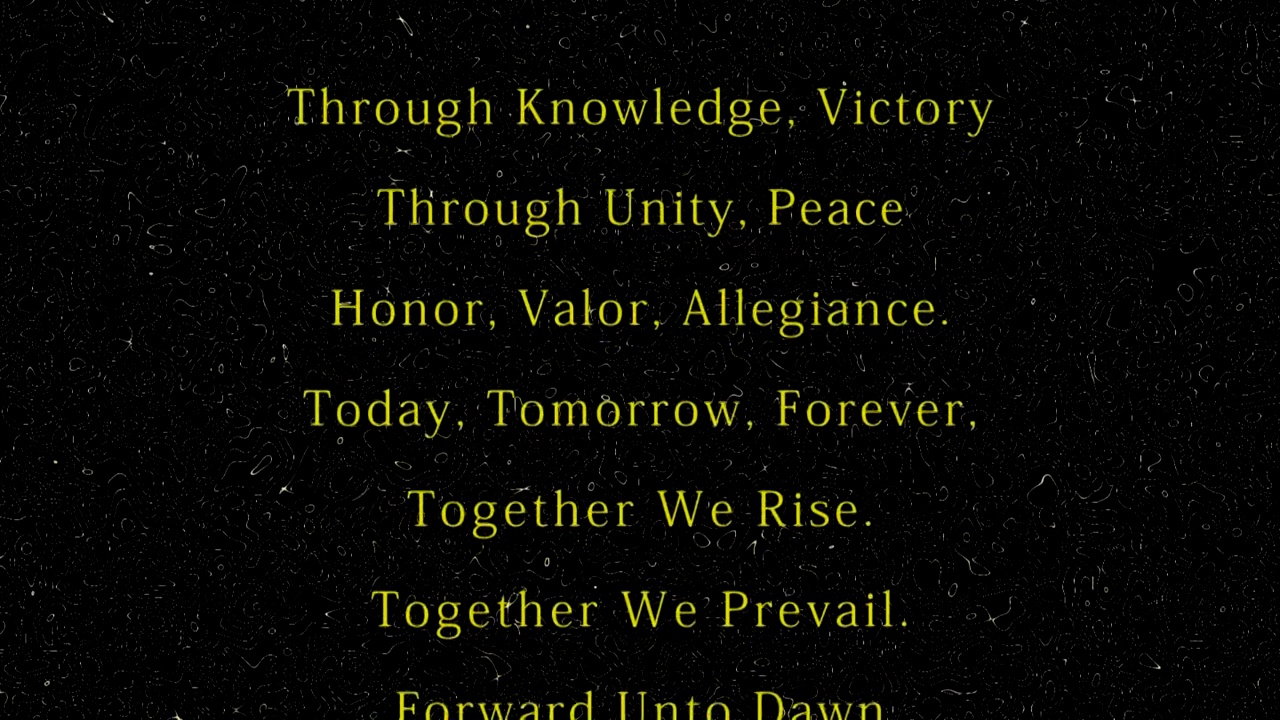 Through Knowledge, Victory
Through Unity, Peace
Honor, Valor, Allegiance.
Today, Tomorrow, Forever,
Together We Rise.
Together We Prevail.
Forward Unto Dawn